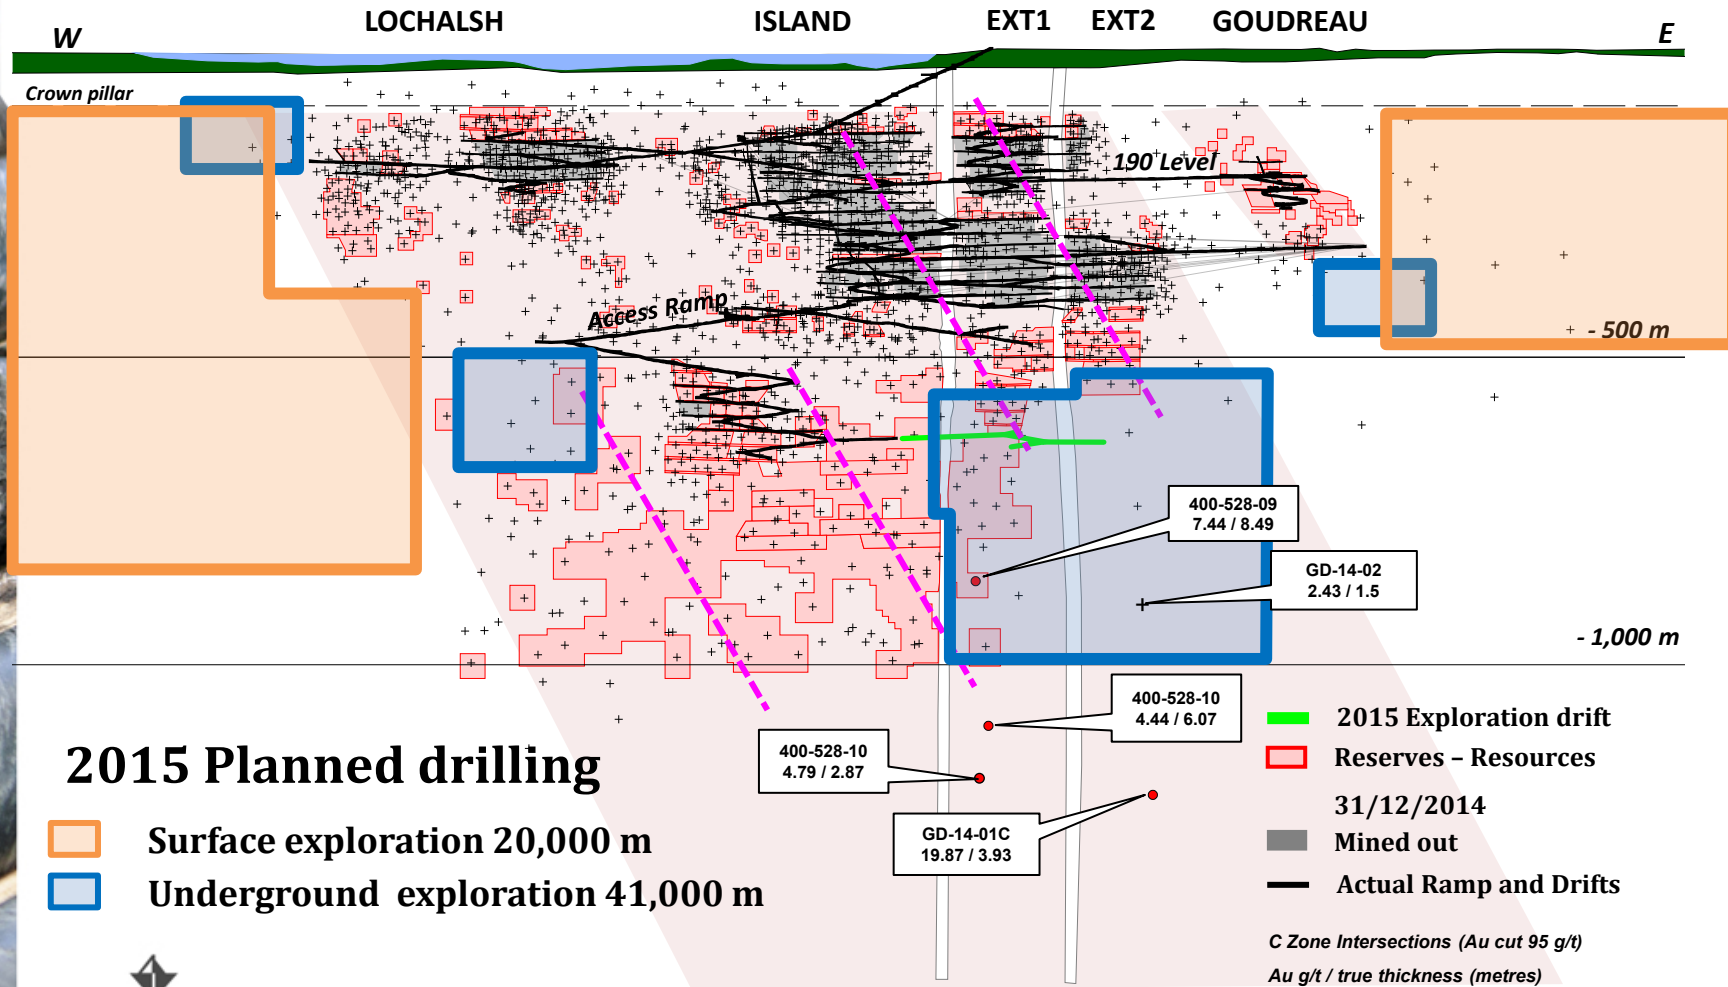 LOCHALSH
ISLAND
EXT1
EXT2
GOUDREAU
W
E
Crown pillar
190 Level
Access Ramp
- 500 m
400-528-09
7.44 / 8.49
GD-14-02
2.43 / 1.5
- 1,000 m
400-528-10
4.44 / 6.07
400-528-10
4.79 / 2.87
GD-14-01C
19.87 / 3.93
2015 Planned drilling
Surface exploration 20,000 m
Underground exploration 41,000 m
2015 Exploration drift
Reserves – Resources
31/12/2014
Mined out
Actual Ramp and Drifts
C Zone Intersections (Au cut 95 g/t)
Au g/t / true thickness (metres)